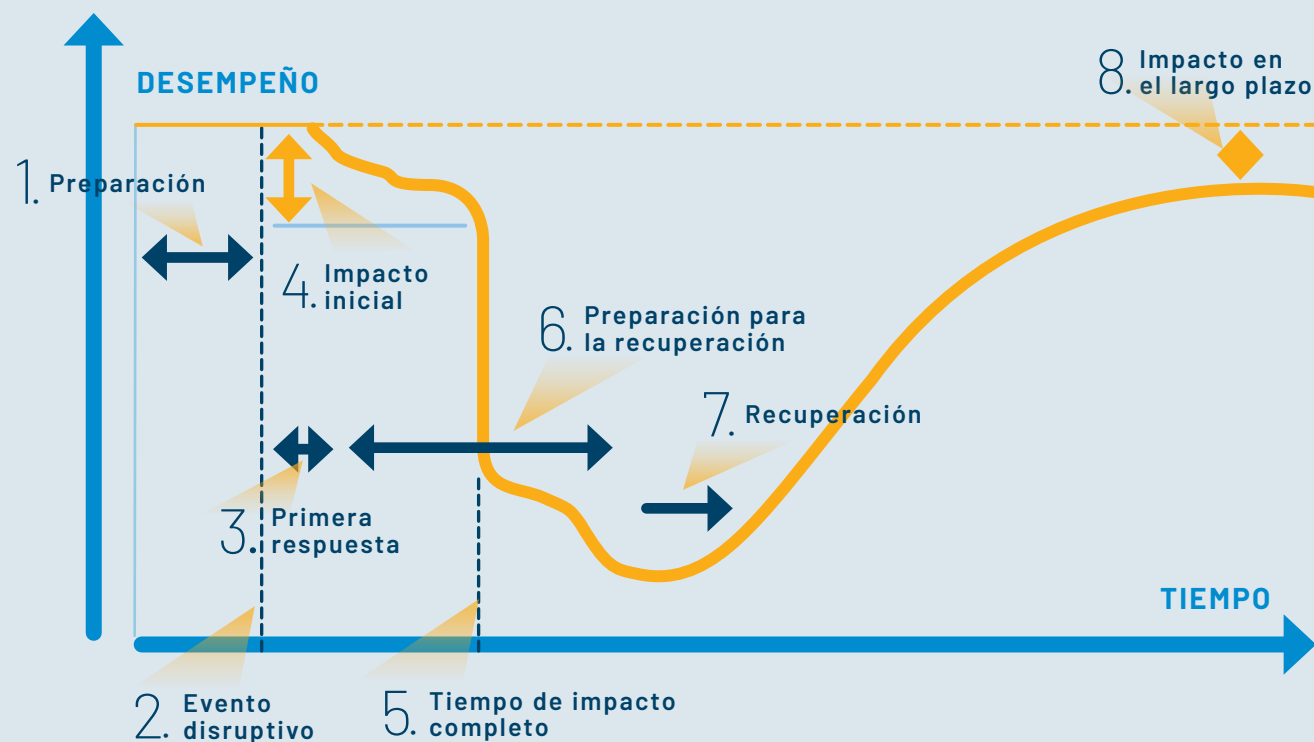 DESEMPEÑO
8. Impacto en
el largo plazo
1. Preparación
4. Impacto
inicial
6. Preparación para
la recuperación
7. Recuperación
3. Primera
respuesta
TIEMPO
2. Evento
disruptivo
5. Tiempo de impacto
completo